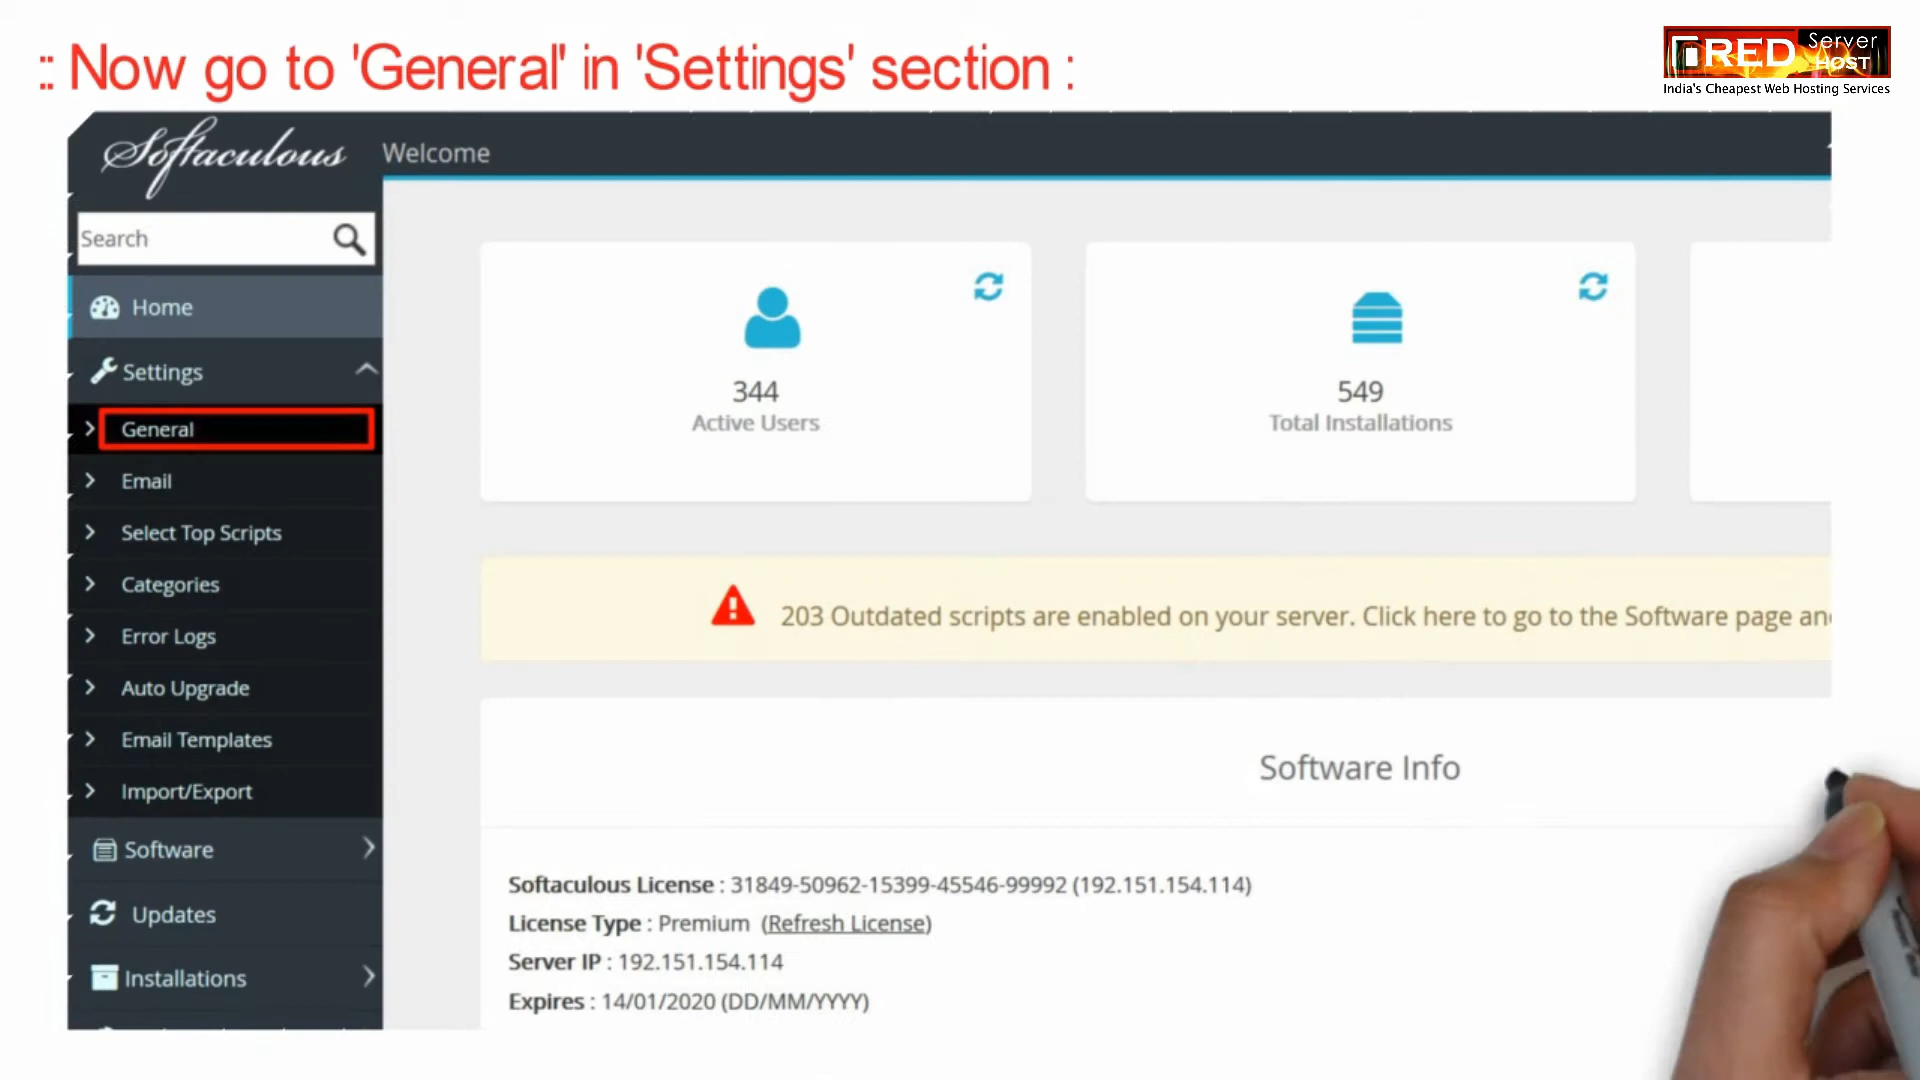 :: Now go to 'General' in 'Settings' section :
RED Server
HOST
India's Cheapest Web Hosting Services
Softaculous
Welcome
Search
Home
Settings
General
Email
Select Top Scripts
Categories
Error Logs
Auto Upgrade
Email Templates
Import/Export
Software
Updates
Installations
344
Active Users
549
Total Installations
203 Outdated scripts are enabled on your server. Click here to go to the Software page an
Software Info
Softaculous License : 31849-50962-15399-45546-99992 (192.151.154.114)
License Type : Premium (Refresh License)
Server IP : 192.151.154.114
Expires : 14/01/2020 (DD/MM/YYYY)